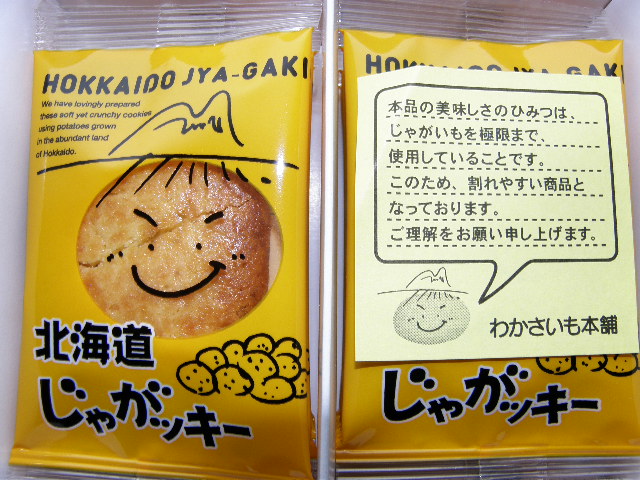 HOKKAIDO JYA-GAKI
We have lovingly prepared
these soft yet crunchy cookies
using potatoes grown
in the abundant land
of Hokkaido.
北海道
じゃがッキー
HOKKAIDO JYA-GAKI
本品の美味しさのひみつは、
じゃがいもを極限まで、
使用していることです。
このため、割れやすい商品と
なっております。
ご理解をお願い申し上げます。
わかさいも本舗
じゃがッキー